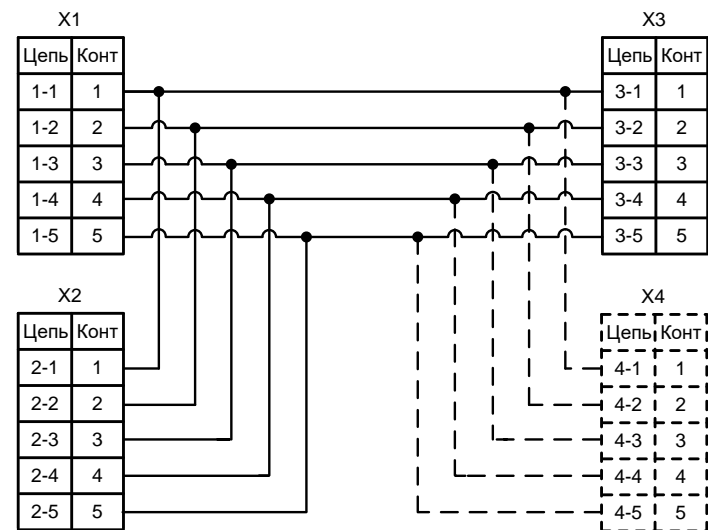 X1
Цепь Конт
1-1 1
1-2 2
1-3 3
1-4 4
1-5 5
X3
Цепь Конт
3-1 1
3-2 2
3-3 3
3-4 4
3-5 5
X2
Цепь Конт
2-1 1
2-2 2
2-3 3
2-4 4
2-5 5
X4
Цепь Конт
4-1 1
4-2 2
4-3 3
4-4 4
4-5 5